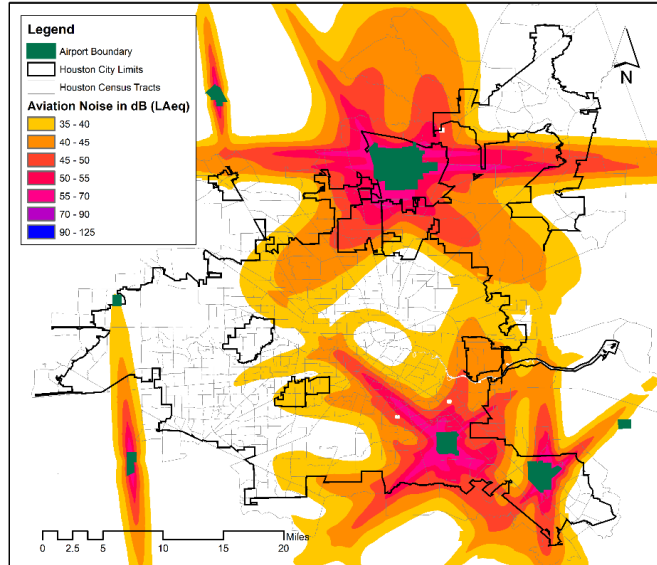 Legend
Airport Boundary
Houston City Limits
Houston Census Tracts
Aviation Noise in dB (LAeq)
35 - 40
40 - 45
45 - 50
50 - 55
55 - 70
70 - 90
90 - 125
N
Miles
0 2.5 5 10 15 20